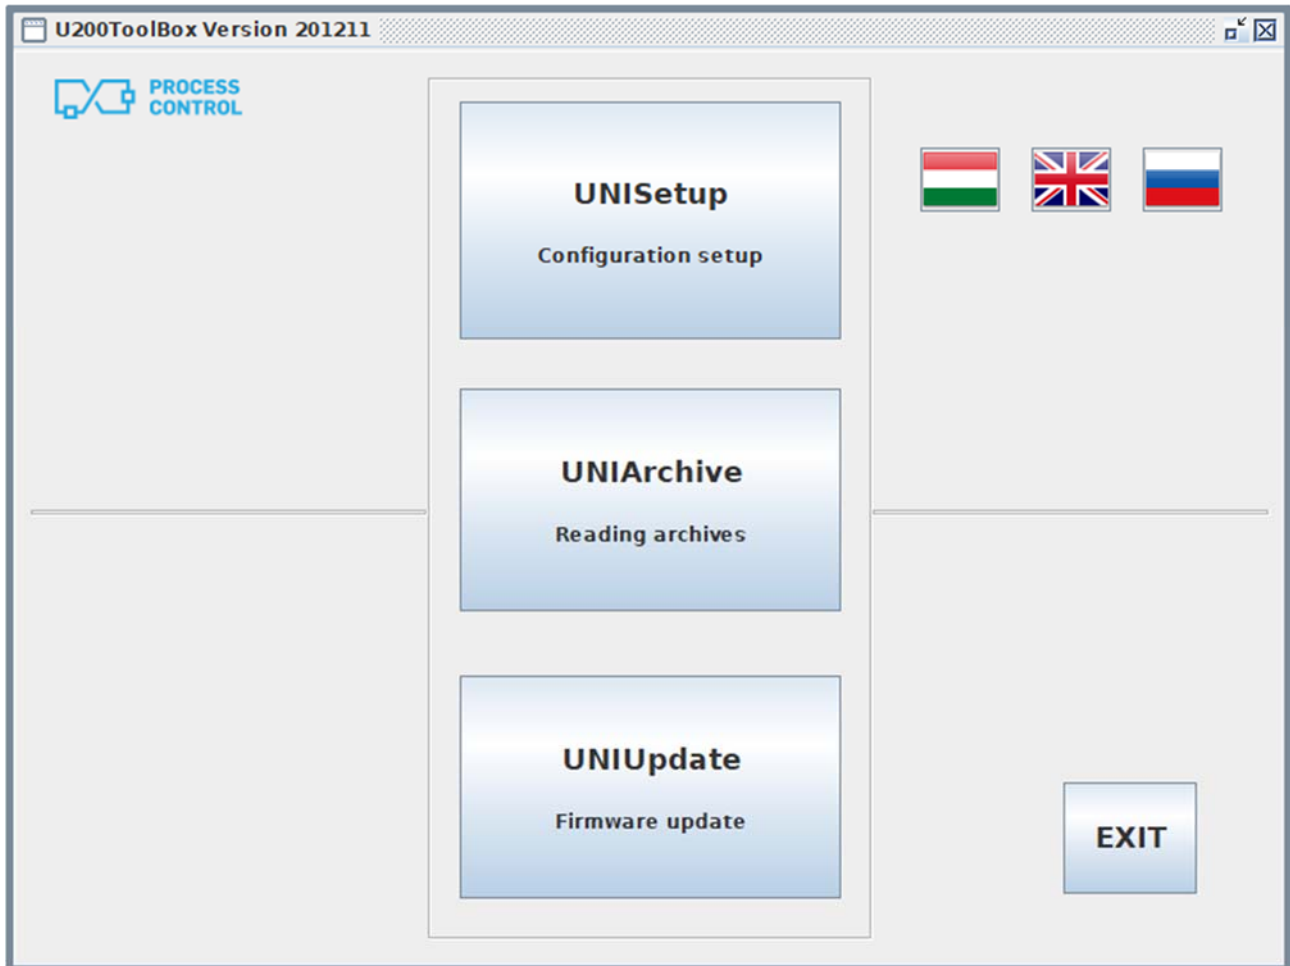 U200ToolBox Version 201211
PROCESS
CONTROL
UNISetup
Configuration setup
UNIArchive
Reading archives
UNIUpdate
Firmware update
EXIT